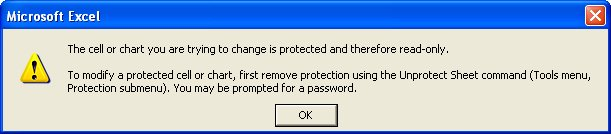 Microsoft Excel
The cell or chart you are trying to change is protected and therefore read-only.
To modify a protected cell or chart, first remove protection using the Unprotect Sheet command (Tools menu,
Protection submenu). You may be prompted for a password.
OK